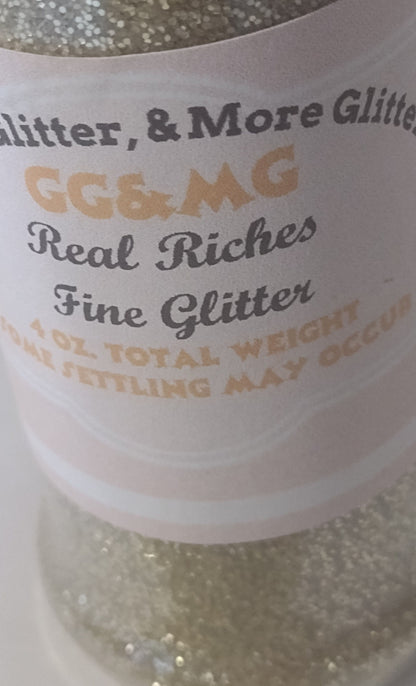 Glitter, & More Glitter
GG&MG
Real Riches
Fine Glitter
4 OZ. TOTAL WEIGHT
SOME SETTLING MAY OCCUR